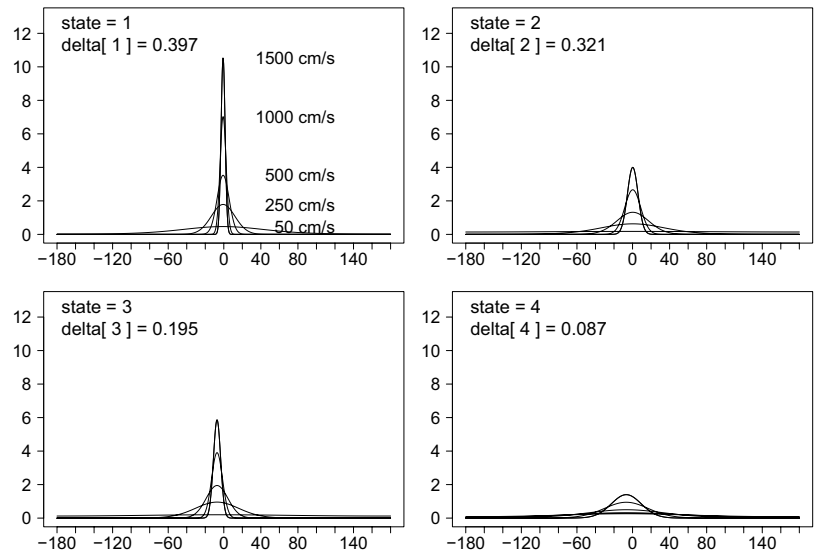 state = 1
delta[ 1 ] = 0.397
1500 cm/s
1000 cm/s
500 cm/s
250 cm/s
50 cm/s
12
10
8
6
4
2
0
−180 −120 −60 0 40 80 140
state = 2
delta[ 2 ] = 0.321
12
10
8
6
4
2
0
−180 −120 −60 0 40 80 140
state = 3
delta[ 3 ] = 0.195
12
10
8
6
4
2
0
−180 −120 −60 0 40 80 140
state = 4
delta[ 4 ] = 0.087
12
10
8
6
4
2
0
−180 −120 −60 0 40 80 140